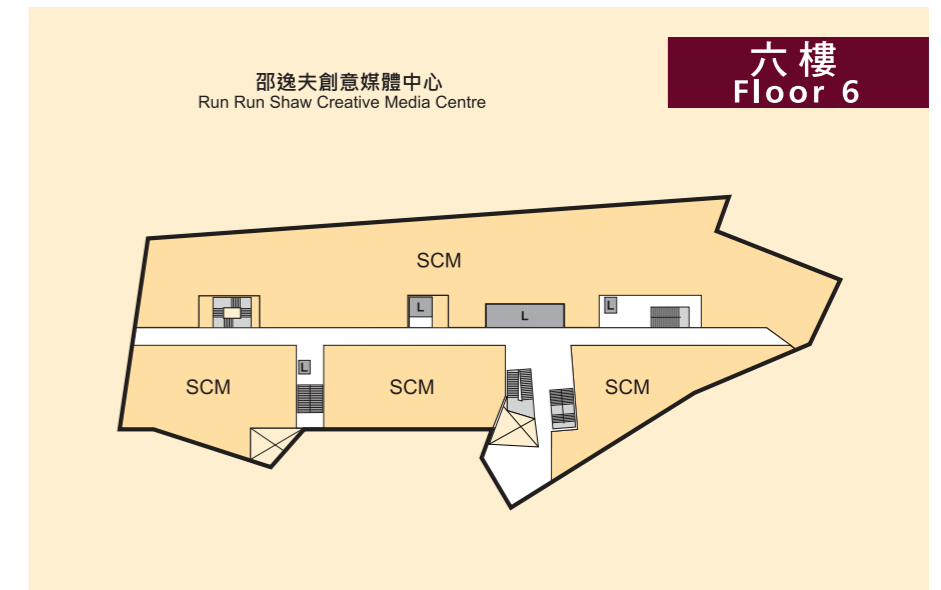 六樓
Floor 6
邵逸夫創意媒體中心
Run Run Shaw Creative Media Centre
SCM
L
L
L
L
SCM
SCM
SCM